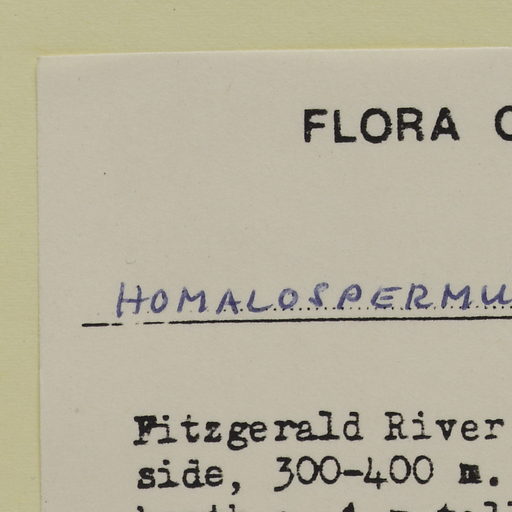 FLORA
HOMALOSPERMU
Fitzgerald River
side, 300-400 m.